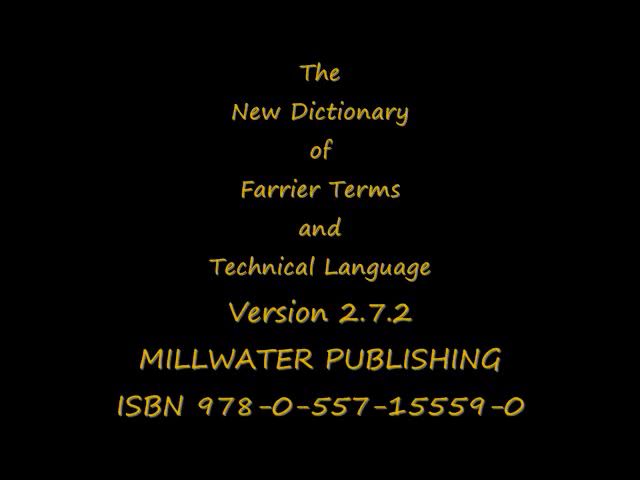 The
New Dictionary
of
Farrier Terms
and
Technical Language
Version 2.7.2
MILLWATER PUBLISHING
ISBN 978-0-557-15559-0